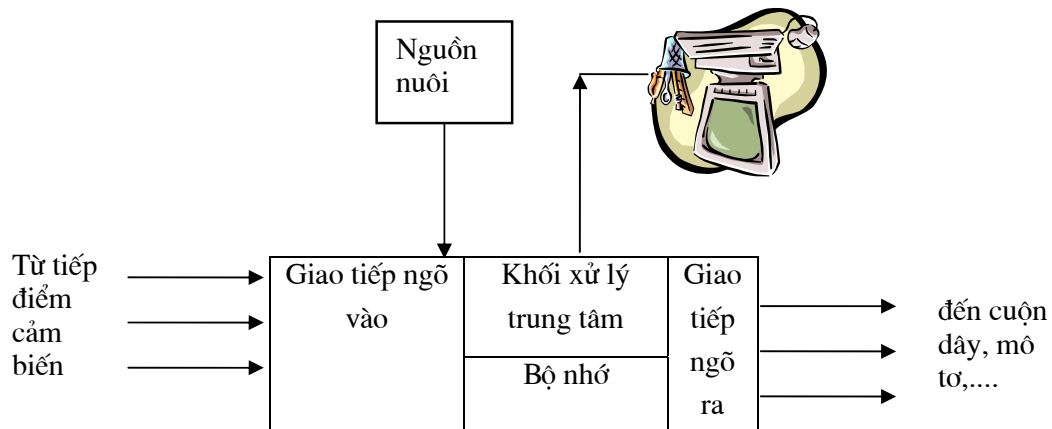 Nguồn
nuôi
Từ tiếp
điểm
cảm
biến
Giao tiếp ngõ
vào
Khối xử lý
trung tâm
Bộ nhớ
Giao
tiếp
ngõ
ra
đến cuộn
dây, mô
tơ,....